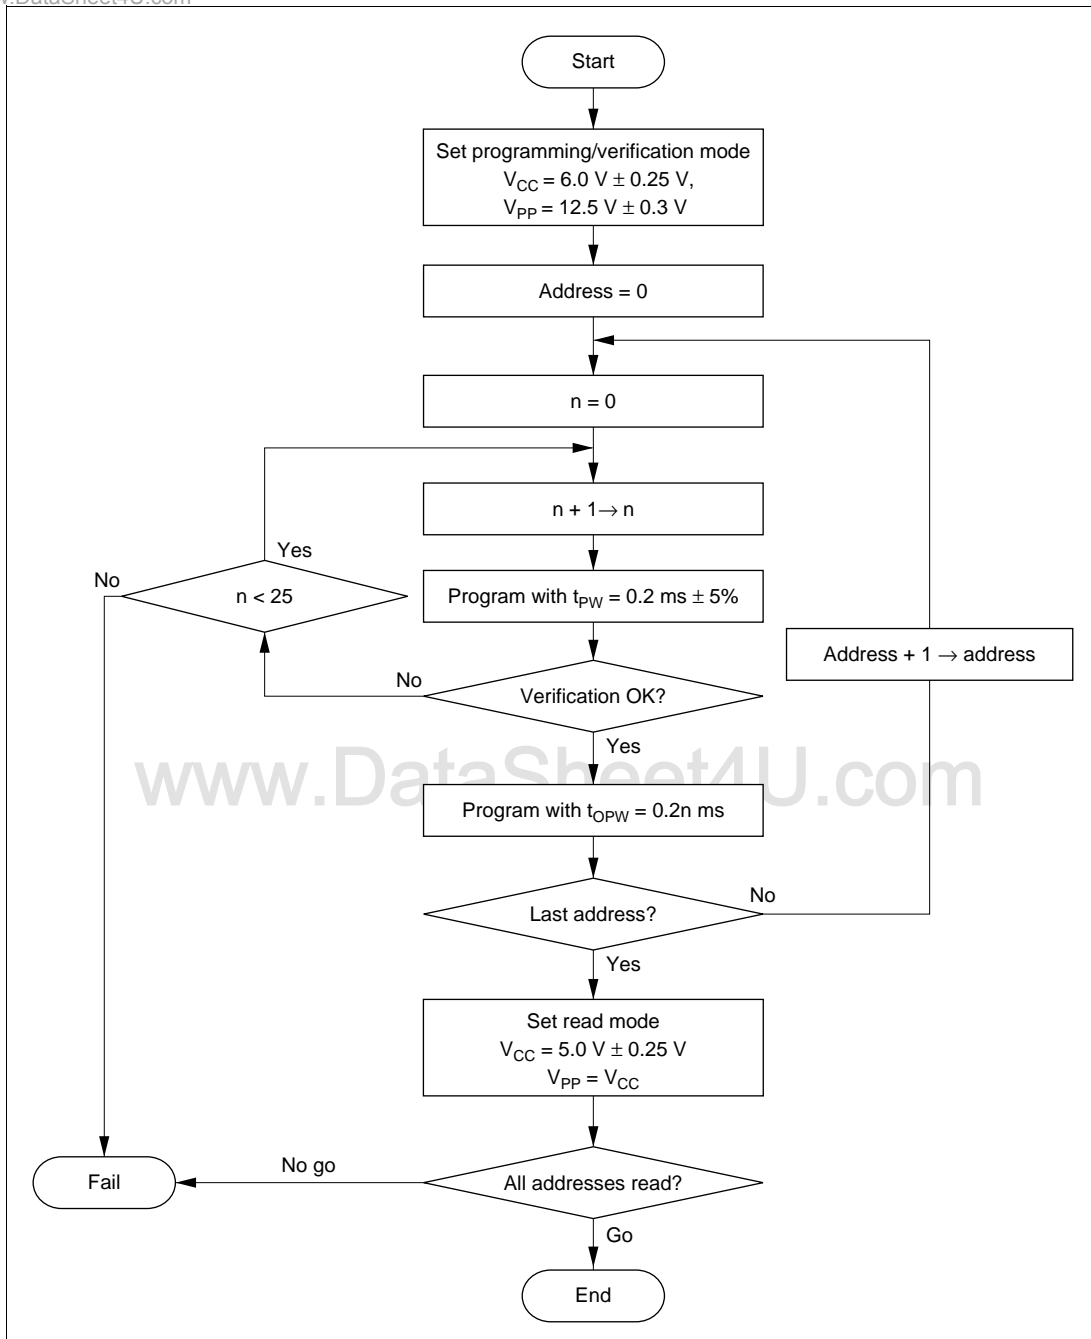 Start
Set programming/verification mode
VCC = 6.0 V ± 0.25 V,
VPP = 12.5 V ± 0.3 V
Address = 0
n = 0
n + 1 → n
Yes
No
n < 25
Program with tPW = 0.2 ms ± 5%
Address + 1 → address
No
Verification OK?
Yes
www.DataSheet4U.com
Program with tOPW = 0.2n ms
No
Last address?
Yes
Set read mode
VCC = 5.0 V ± 0.25 V
VPP = VCC
No go
Fail
All addresses read?
Go
End